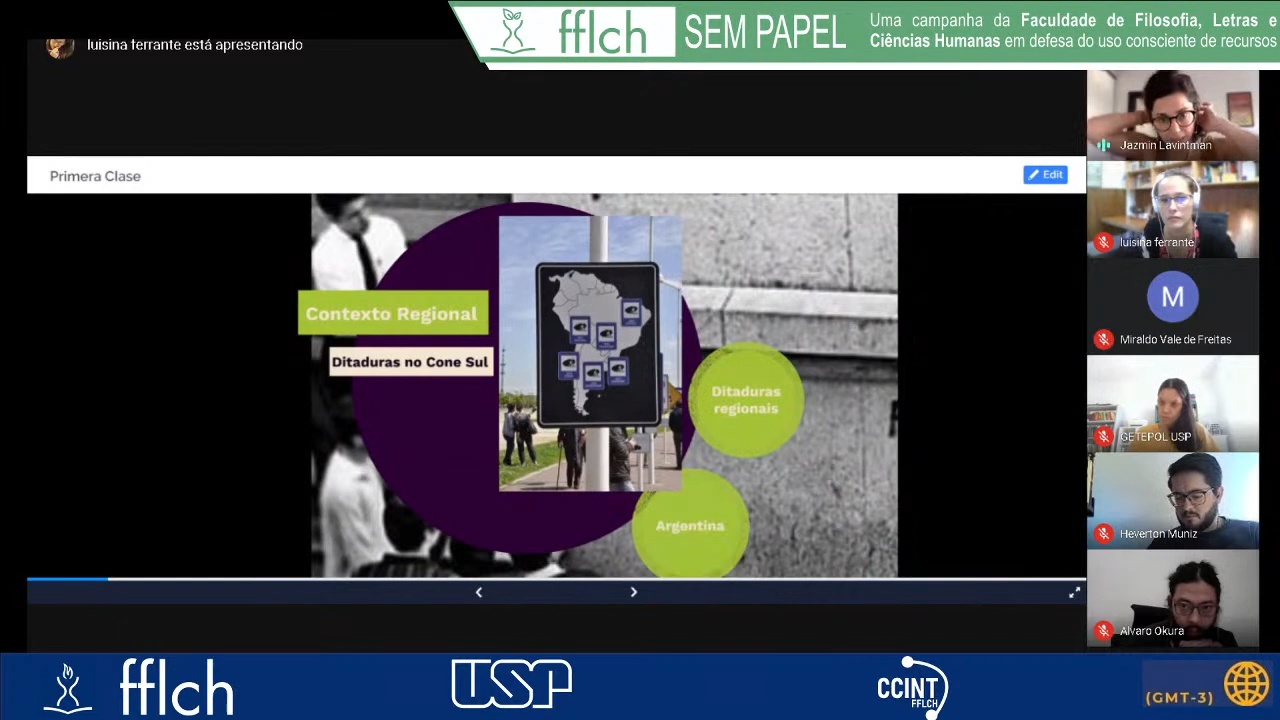 luisina ferrante está apresentando
fflch
SEM PAPEL
Uma campanha da Faculdade de Filosofia, Letras e
Ciências Humanas em defesa do uso consciente de recursos
Primera Clase
Edit
Contexto Regional
Ditaduras no Cone Sul
Ditaduras
regionais
Argentina
Jazmin Lavintman
luisina ferrante
M
Miraldo Vale de Freitas
GETEPOL USP
Heverton Muniz
Alvaro Okura
fflch
USP
CCINT
FFLCH
(GMT-3)